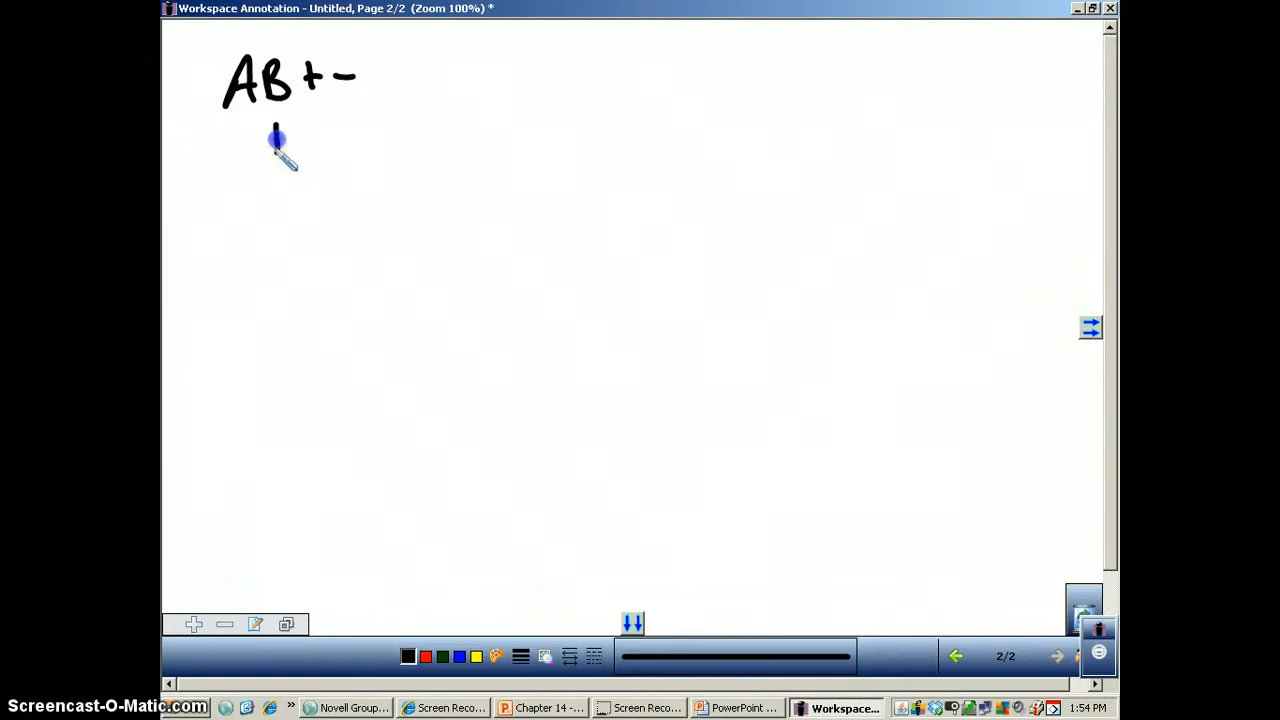 Workspace Annotation - Untitled, Page 2/2 (Zoom 100%) *
AB + -
2/2
Novell Group...
Screen Reco...
Chapter 14 -...
Screen Reco...
PowerPoint ...
Workspace...
1:54 PM
Screencast-O-Matic.com